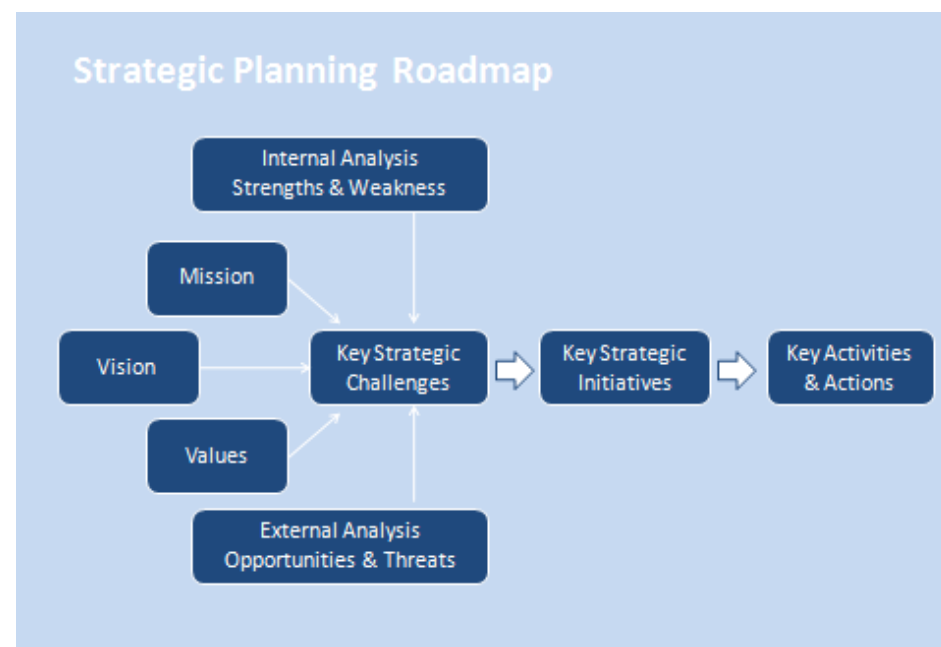 Strategic Planning Roadmap
Internal Analysis
Strengths & Weakness
Mission
Vision
Key Strategic
Challenges
Key Strategic
Initiatives
Key Activities
& Actions
Values
External Analysis
Opportunities & Threats